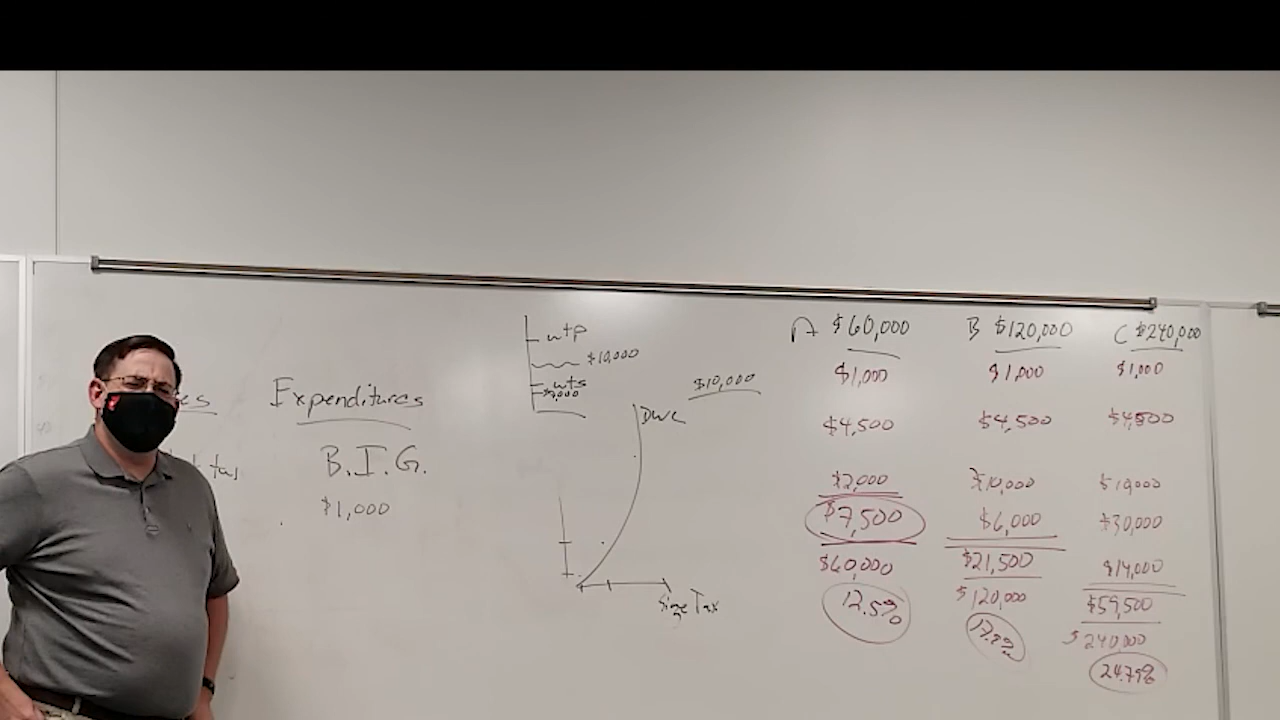 Expenditures
B.I.G.
$1,000
wtp
$10,000
wts
$10,000
DWL
Size Tax
A $60,000
$1,000
$4,500
$2,000
$7,500
$60,000
12.5%
B $120,000
$1,000
$4,500
$10,000
$6,000
$21,500
$120,000
C $240,000
$1,000
$4,500
$10,000
$30,000
$14,000
$59,500
$240,000
24.79%